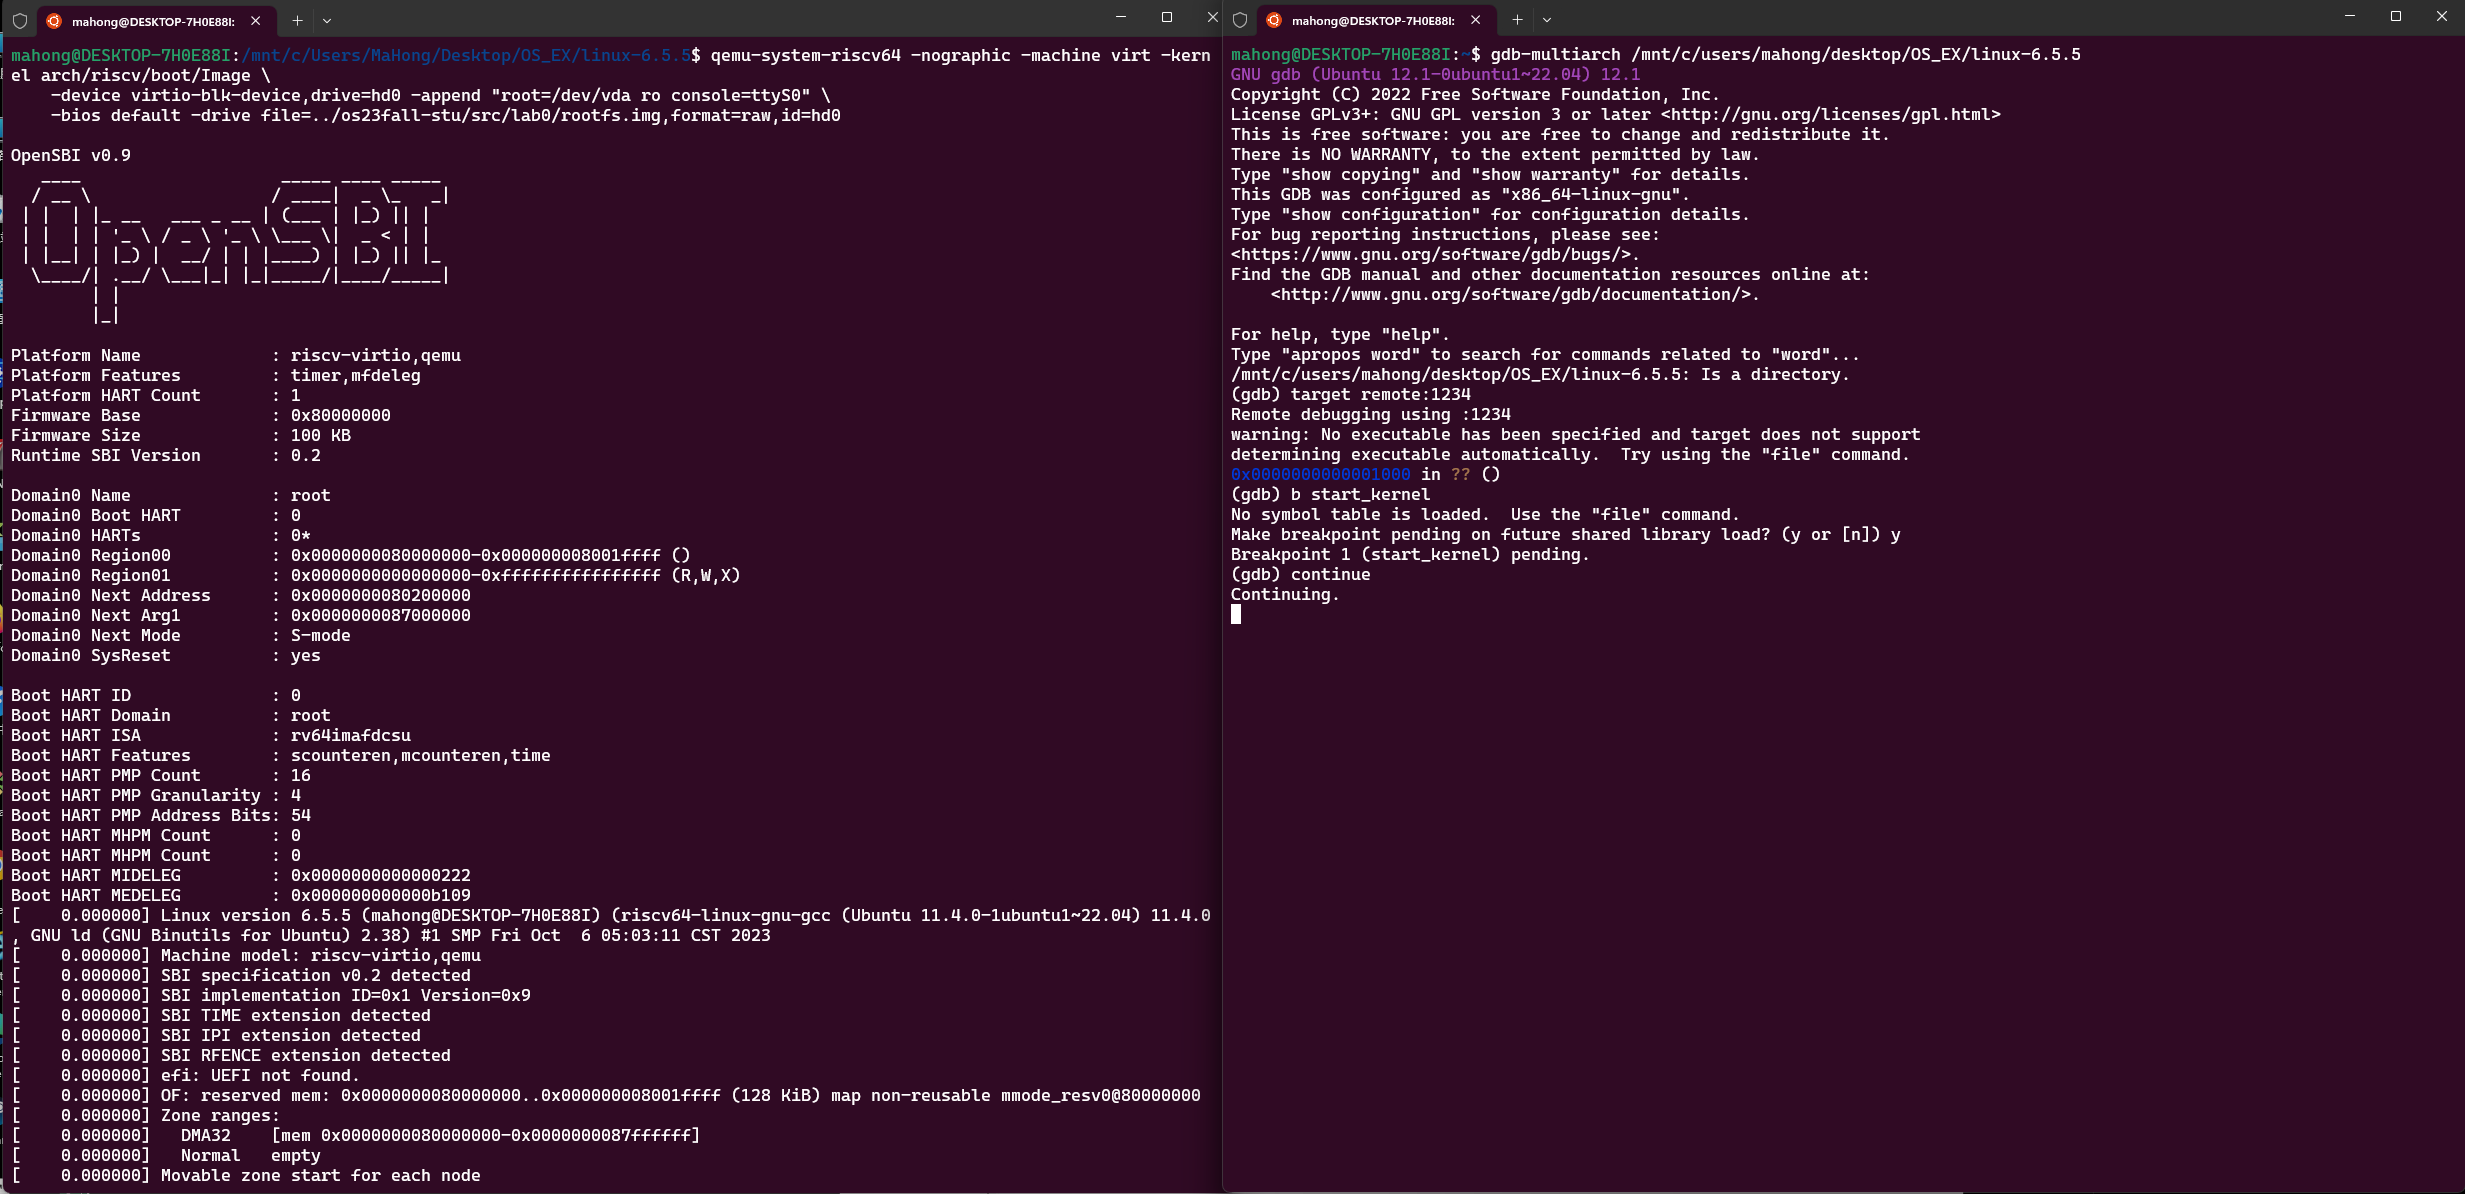 mahong@DESKTOP-7H0E88I:
mahong@DESKTOP-7H0E88I:/mnt/c/Users/MaHong/Desktop/OS_EX/linux-6.5.5$ qemu-system-riscv64 -nographic -machine virt -kern
el arch/riscv/boot/Image \
    -device virtio-blk-device,drive=hd0 -append "root=/dev/vda ro console=ttyS0" \
    -bios default -drive file=../os23fall-stu/src/lab0/rootfs.img,format=raw,id=hd0
OpenSBI v0.9
   ____                    _____ ____ _____
  / __ \                  / ____|  _ \_   _|
 | |  | |_ __   ___ _ __ | (___ | |_) || |
 | |  | | '_ \ / _ \ '_ \ \___ \|  _ < | |
 | |__| | |_) |  __/ | | |____) | |_) || |_
  \____/| .__/ \___|_| |_|_____/|____/_____|
        | |
        |_|
Platform Name             : riscv-virtio,qemu
Platform Features         : timer,mfdeleg
Platform HART Count       : 1
Firmware Base             : 0x80000000
Firmware Size             : 100 KB
Runtime SBI Version       : 0.2
Domain0 Name              : root
Domain0 Boot HART         : 0
Domain0 HARTs             : 0*
Domain0 Region00          : 0x0000000080000000-0x000000008001ffff ()
Domain0 Region01          : 0x0000000000000000-0xffffffffffffffff (R,W,X)
Domain0 Next Address      : 0x0000000080200000
Domain0 Next Arg1         : 0x0000000087000000
Domain0 Next Mode         : S-mode
Domain0 SysReset          : yes
Boot HART ID              : 0
Boot HART Domain          : root
Boot HART ISA             : rv64imafdcsu
Boot HART Features        : scounteren,mcounteren,time
Boot HART PMP Count       : 16
Boot HART PMP Granularity : 4
Boot HART PMP Address Bits: 54
Boot HART MHPM Count      : 0
Boot HART MHPM Count      : 0
Boot HART MIDELEG         : 0x0000000000000222
Boot HART MEDELEG         : 0x000000000000b109
[    0.000000] Linux version 6.5.5 (mahong@DESKTOP-7H0E88I) (riscv64-linux-gnu-gcc (Ubuntu 11.4.0-1ubuntu1~22.04) 11.4.0
, GNU ld (GNU Binutils for Ubuntu) 2.38) #1 SMP Fri Oct  6 05:03:11 CST 2023
[    0.000000] Machine model: riscv-virtio,qemu
[    0.000000] SBI specification v0.2 detected
[    0.000000] SBI implementation ID=0x1 Version=0x9
[    0.000000] SBI TIME extension detected
[    0.000000] SBI IPI extension detected
[    0.000000] SBI RFENCE extension detected
[    0.000000] efi: UEFI not found.
[    0.000000] OF: reserved mem: 0x0000000080000000..0x000000008001ffff (128 KiB) map non-reusable mmode_resv0@80000000
[    0.000000] Zone ranges:
[    0.000000]   DMA32    [mem 0x0000000080000000-0x0000000087ffffff]
[    0.000000]   Normal   empty
[    0.000000] Movable zone start for each node
mahong@DESKTOP-7H0E88I:
mahong@DESKTOP-7H0E88I:~$ gdb-multiarch /mnt/c/users/mahong/desktop/OS_EX/linux-6.5.5
GNU gdb (Ubuntu 12.1-0ubuntu1~22.04) 12.1
Copyright (C) 2022 Free Software Foundation, Inc.
License GPLv3+: GNU GPL version 3 or later <http://gnu.org/licenses/gpl.html>
This is free software: you are free to change and redistribute it.
There is NO WARRANTY, to the extent permitted by law.
Type "show copying" and "show warranty" for details.
This GDB was configured as "x86_64-linux-gnu".
Type "show configuration" for configuration details.
For bug reporting instructions, please see:
<https://www.gnu.org/software/gdb/bugs/>.
Find the GDB manual and other documentation resources online at:
    <http://www.gnu.org/software/gdb/documentation/>.
For help, type "help".
Type "apropos word" to search for commands related to "word"...
/mnt/c/users/mahong/desktop/OS_EX/linux-6.5.5: Is a directory.
(gdb) target remote:1234
Remote debugging using :1234
warning: No executable has been specified and target does not support
determining executable automatically.  Try using the "file" command.
0x0000000000001000 in ?? ()
(gdb) b start_kernel
No symbol table is loaded.  Use the "file" command.
Make breakpoint pending on future shared library load? (y or [n]) y
Breakpoint 1 (start_kernel) pending.
(gdb) continue
Continuing.